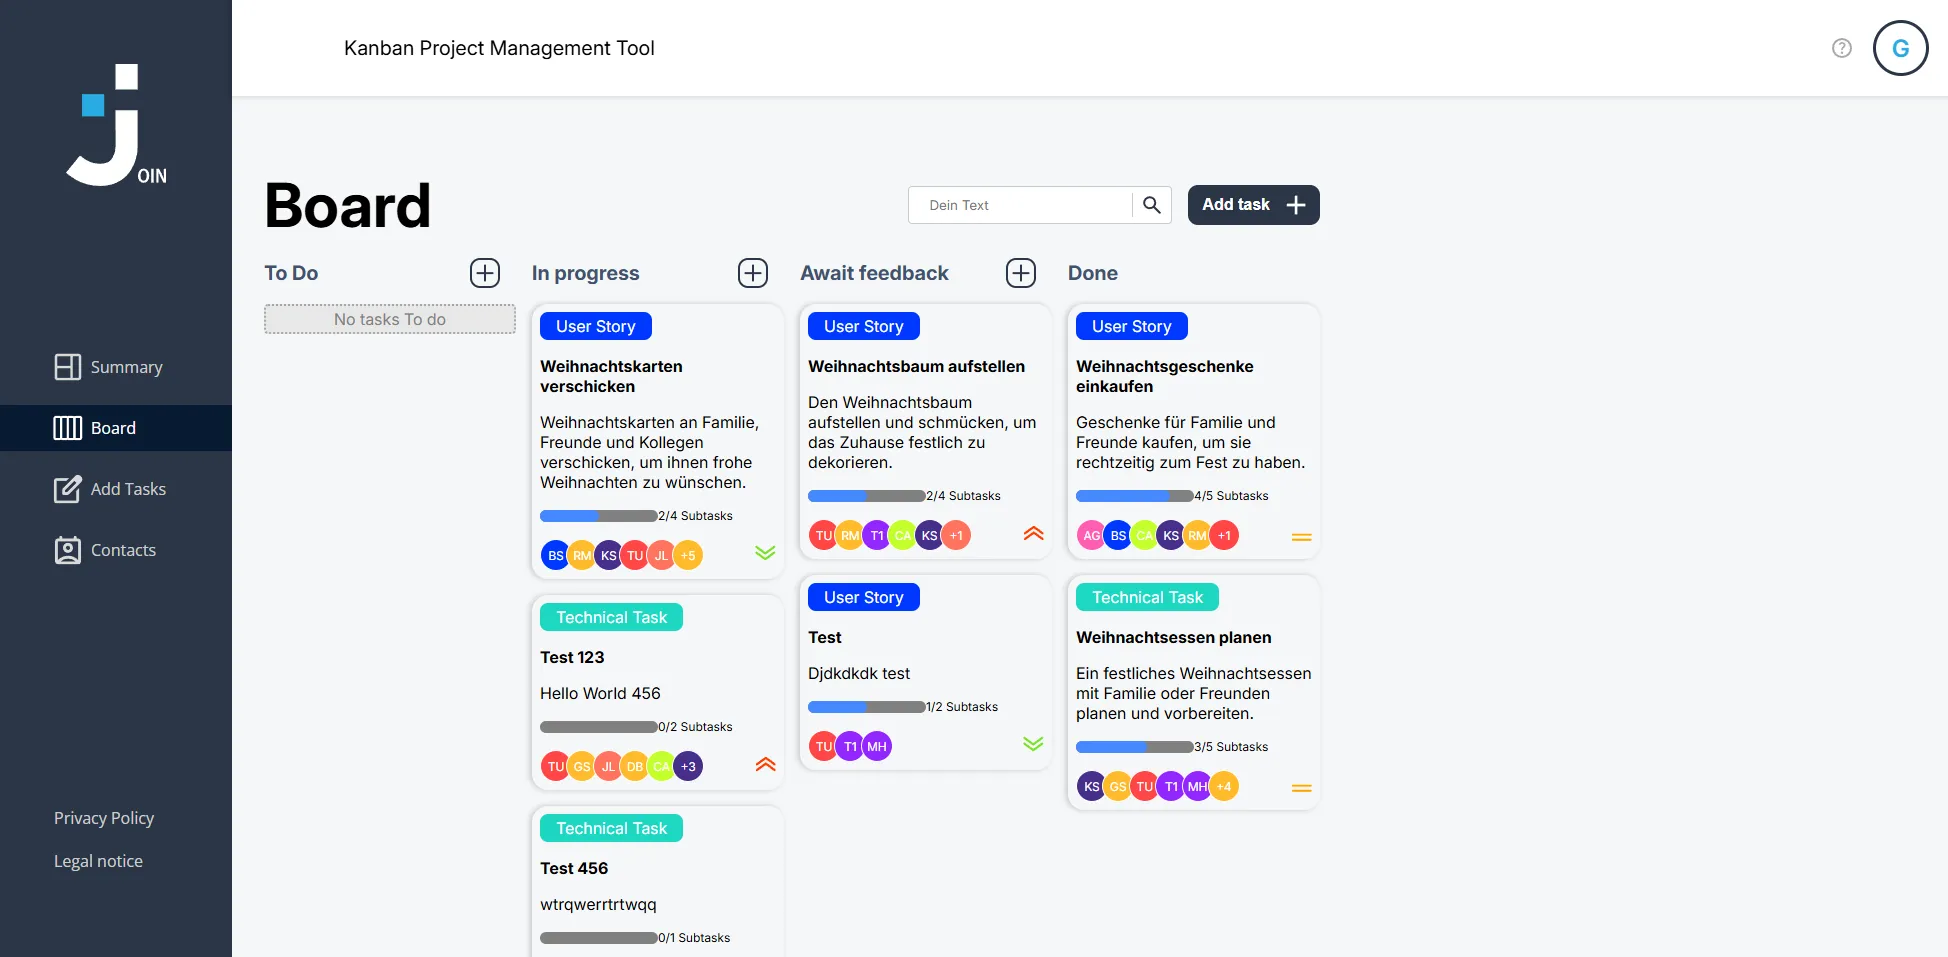 OIN
Summary
Board
Add Tasks
Contacts
Privacy Policy
Legal notice
Kanban Project Management Tool
?
G
Board
Dein Text
Add task
To Do
No tasks To do
In progress
User Story
Weihnachtskarten
verschicken
Weihnachtskarten an Familie,
Freunde und Kollegen
verschicken, um ihnen frohe
Weihnachten zu wünschen.
2/4 Subtasks
BS RM KS TU JL +5
Technical Task
Test 123
Hello World 456
0/2 Subtasks
TU GS JL DB CA +3
Technical Task
Test 456
wtrqwerrtrtwqq
0/1 Subtasks
Await feedback
User Story
Weihnachtsbaum aufstellen
Den Weihnachtsbaum
aufstellen und schmücken, um
das Zuhause festlich zu
dekorieren.
2/4 Subtasks
TU RM T1 CA KS +1
User Story
Test
Djdkdkdk test
1/2 Subtasks
TU T1 MH
Done
User Story
Weihnachtsgeschenke
einkaufen
Geschenke für Familie und
Freunde kaufen, um sie
rechtzeitig zum Fest zu haben.
4/5 Subtasks
AG BS CA KS RM +1
Technical Task
Weihnachtsessen planen
Ein festliches Weihnachtsessen
mit Familie oder Freunden
planen und vorbereiten.
3/5 Subtasks
KS GS TU T1 MH +4